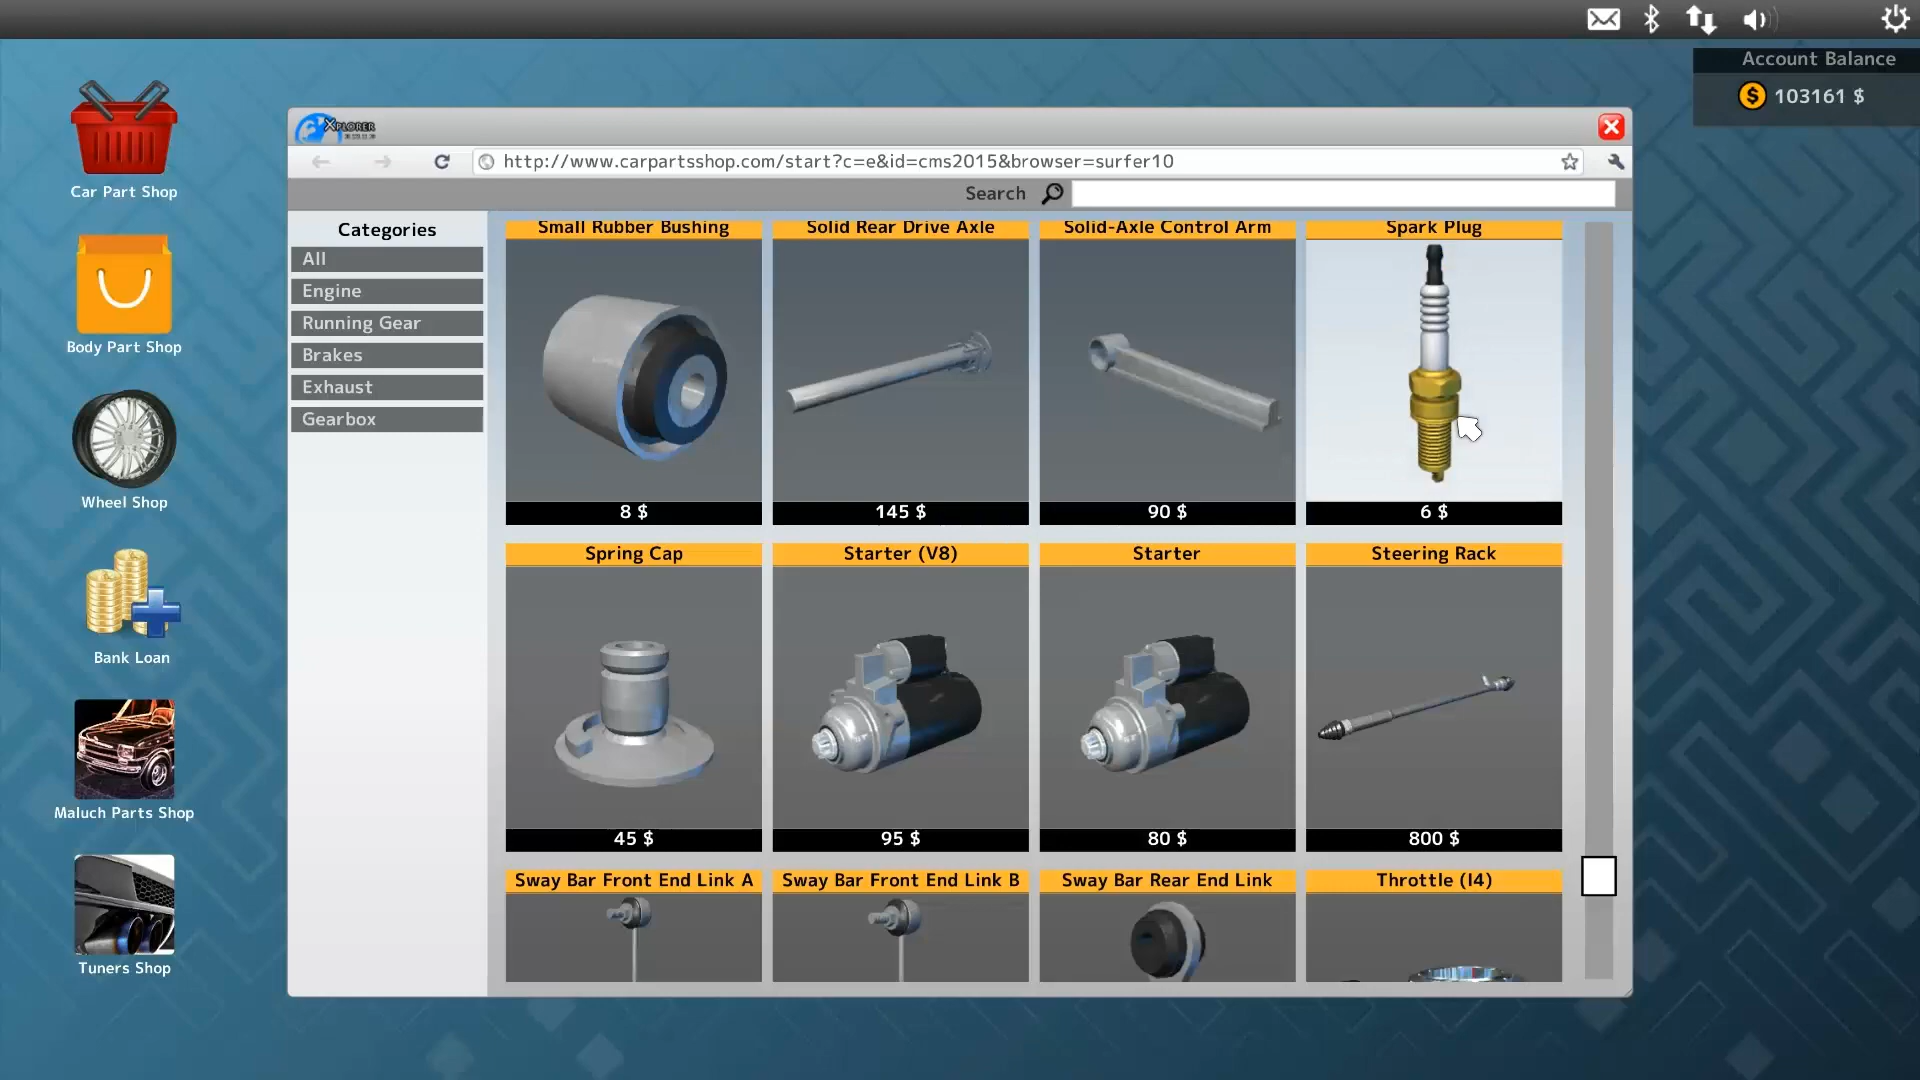 Account Balance
$ 103161 $
Car Part Shop
Body Part Shop
Wheel Shop
Bank Loan
Maluch Parts Shop
Tuners Shop
XPLORER
http://www.carpartsshop.com/start?c=e&id=cms2015&browser=surfer10
Search
Categories
All
Engine
Running Gear
Brakes
Exhaust
Gearbox
Small Rubber Bushing
Solid Rear Drive Axle
Solid-Axle Control Arm
Spark Plug
8 $
145 $
90 $
6 $
Spring Cap
Starter (V8)
Starter
Steering Rack
45 $
95 $
80 $
800 $
Sway Bar Front End Link A
Sway Bar Front End Link B
Sway Bar Rear End Link
Throttle (I4)